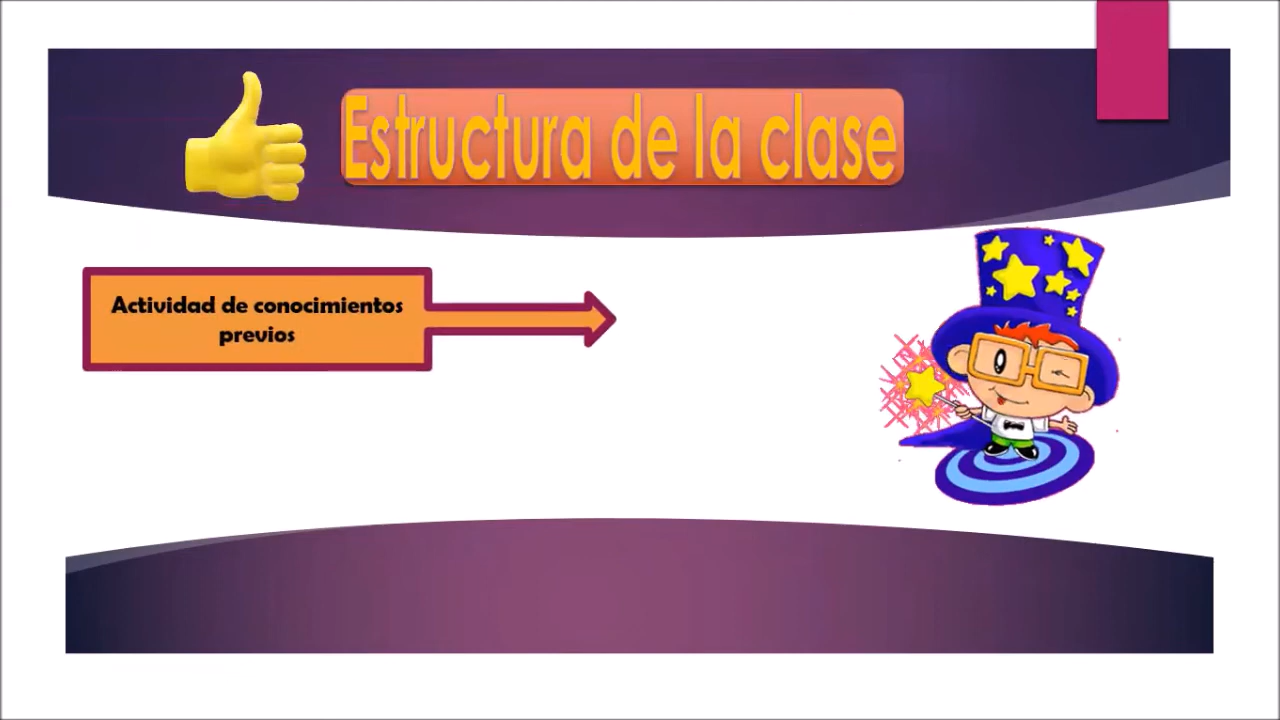 Estructura de la clase
Actividad de conocimientos
previos